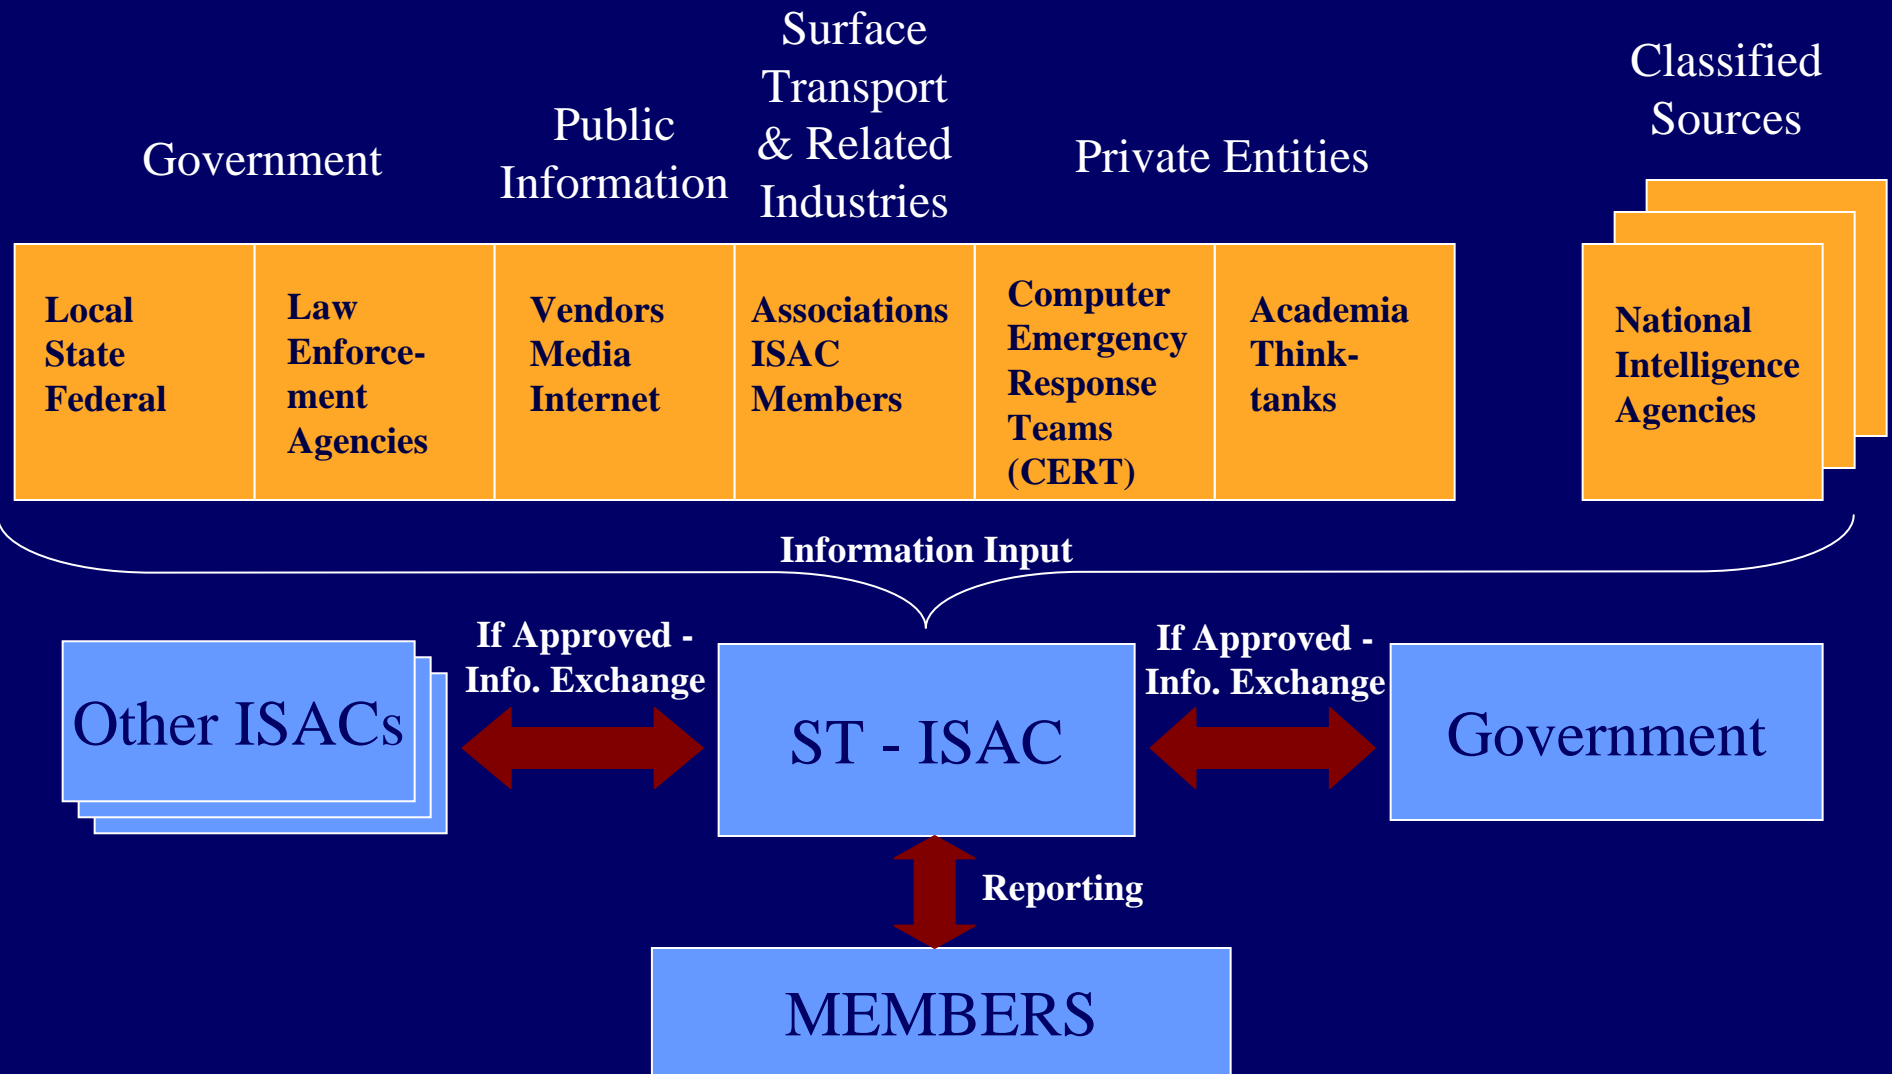 Government
Public
Information
Surface
Transport
& Related
Industries
Private Entities
Classified
Sources
Local
State
Federal
Law
Enforce-
ment
Agencies
Vendors
Media
Internet
Associations
ISAC
Members
Computer
Emergency
Response
Teams
(CERT)
Academia
Think-
tanks
National
Intelligence
Agencies
Information Input
Other ISACs
If Approved -
Info. Exchange
ST - ISAC
If Approved -
Info. Exchange
Government
Reporting
MEMBERS